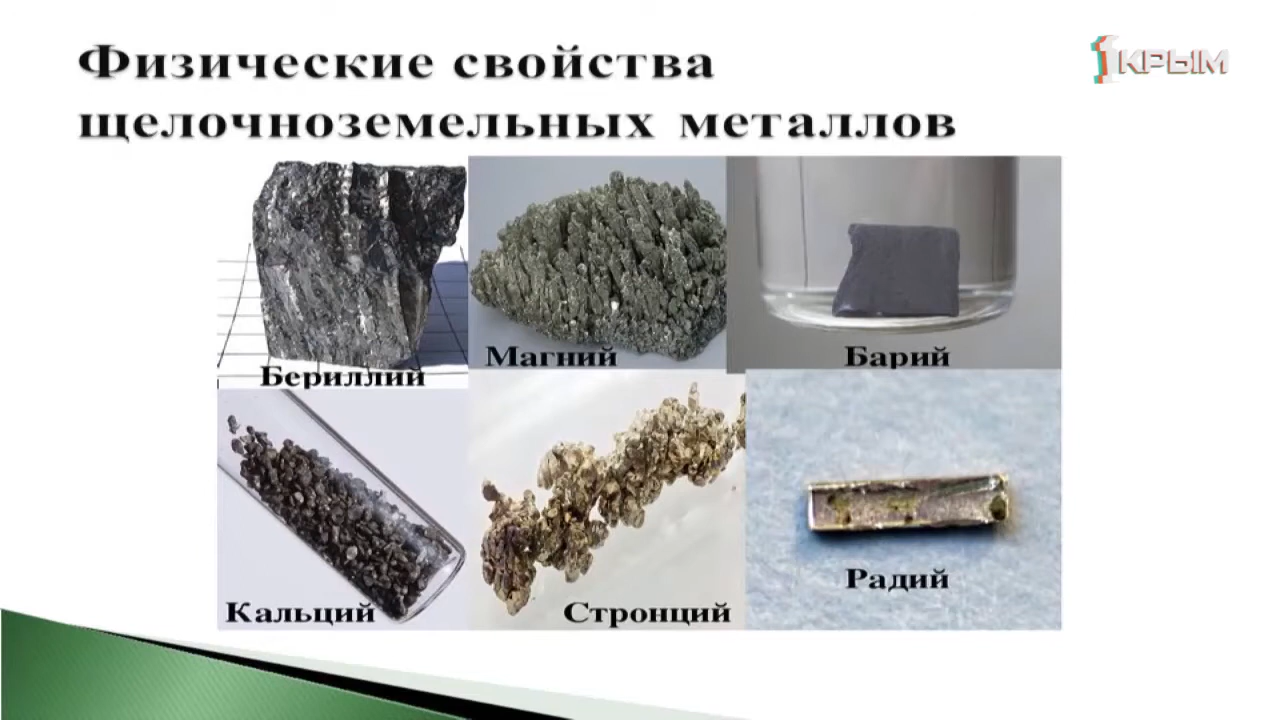 Физические свойства
щелочноземельных металлов
1КРЫМ
Бериллий
Магний
Барий
Кальций
Стронций
Радий